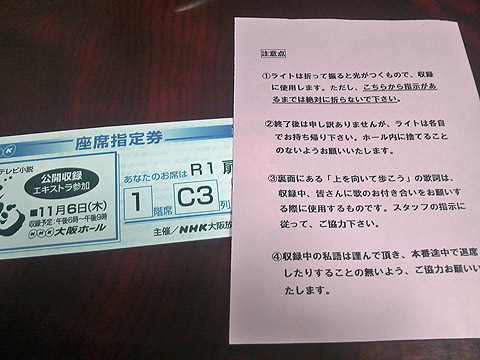 NHK
座席指定券
テレビ小説
公開収録
エキストラ参加
■11月6日(木)
収録予定:午後6時~午後9時
NHK 大阪ホール
あなたのお席は R1扇
1 階席 C3 列
主催/NHK大阪放
注意点
①ライトは折って振ると光がつくもので、収録
に使用します。ただし、こちらから指示があ
るまでは絶対に折らないで下さい。
②終了後は申し訳ありませんが、ライトは各自
でお持ち帰り下さい。ホール内に捨てること
のないようお願いいたします。
③裏面にある「上を向いて歩こう」の歌詞は、
収録中、皆さんに歌のお付き合いをお願いす
る際に使用するものです。スタッフの指示に
従って、ご協力下さい。
④収録中の私語は謹んで頂き、本番途中で退席
したりすることの無いよう、ご協力お願いい
たします。